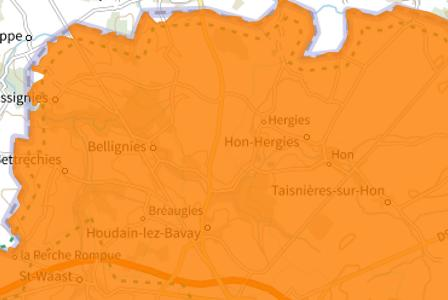 ppe
ssignies
Hergies
Hon-Hergies
Bellignies
Hon
ettrechies
Taisnières-sur-Hon
Bréaugies
Houdain-lez-Bavay
la Perche Rompue
St-Waast